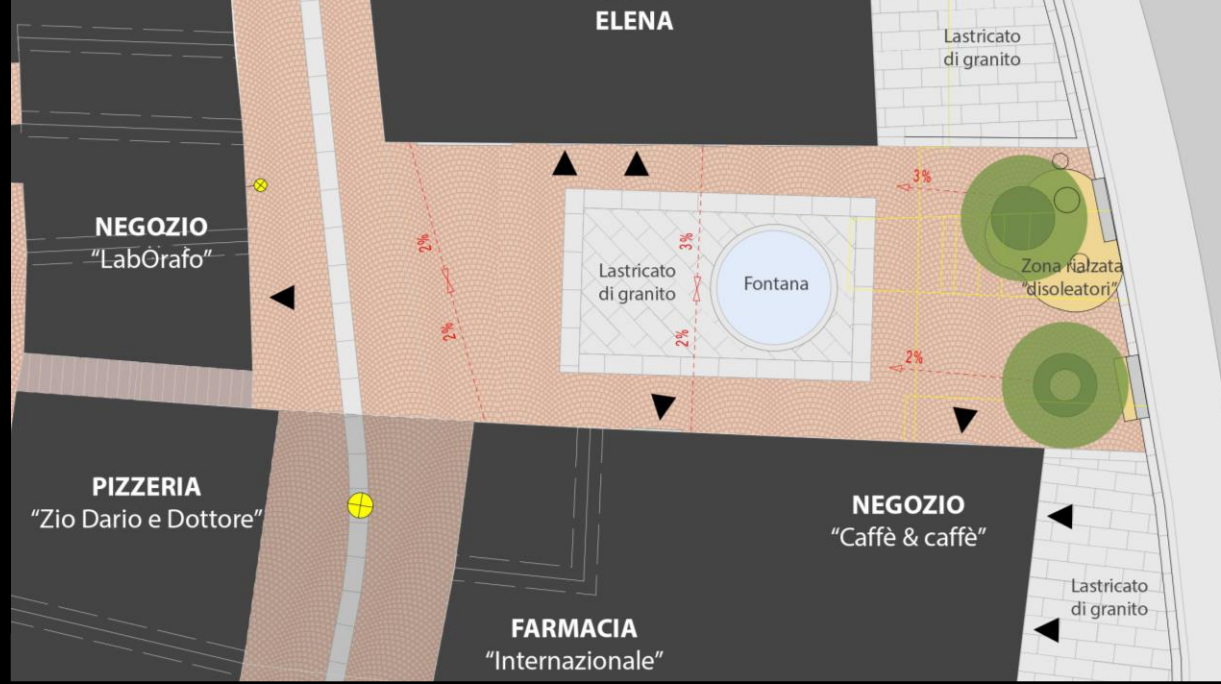 ELENA
Lastricato
di granito
3%
NEGOZIO
“LabOrafo”
2%
3%
Lastricato
di granito
Fontana
Zona rialzata
“disoleatori”
2%
2%
2%
PIZZERIA
“Zio Dario e Dottore”
NEGOZIO
“Caffè & caffè”
Lastricato
di granito
FARMACIA
“Internazionale”